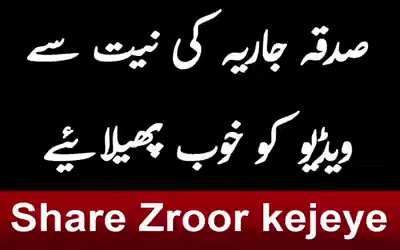 صدقہ جاریہ کی نیت سے
ویڈیو کو خوب پھیلائیے
Share Zroor kejeye